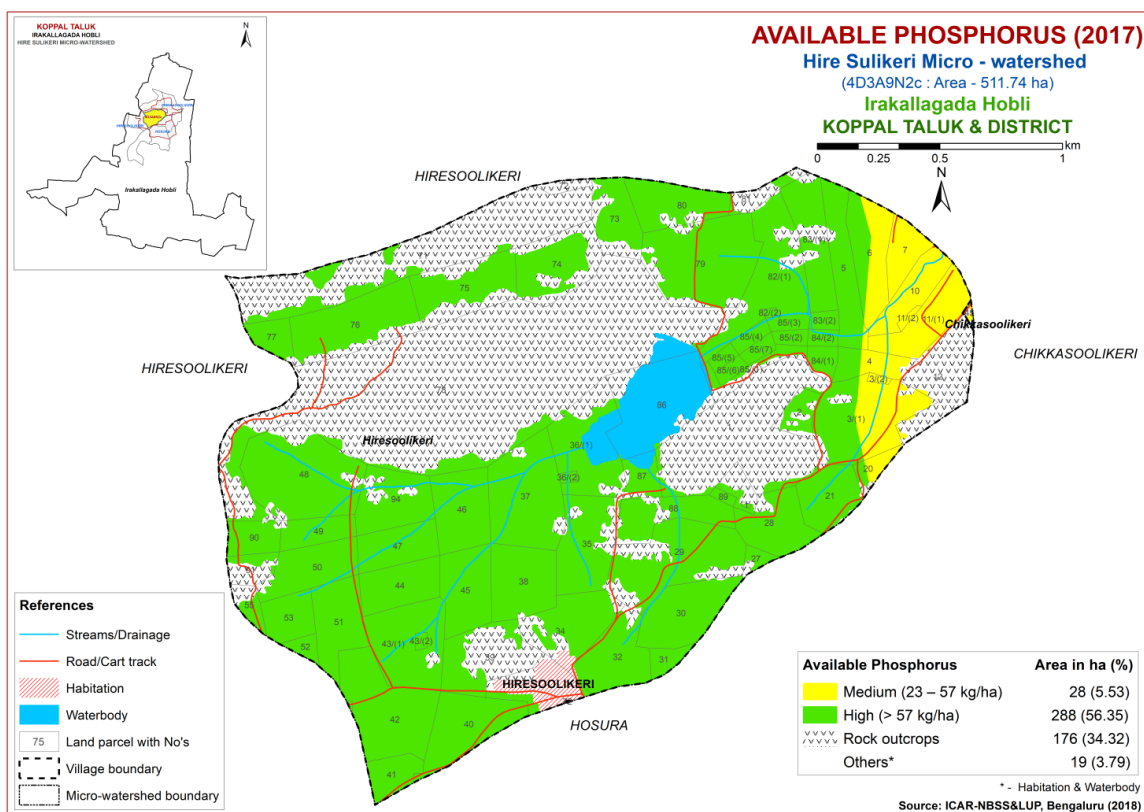 KOPPAL TALUK
IRAKALLAGADA HOBLI
HIRE SULIKERI MICRO-WATERSHED
N
Irakallagada Hobli
AVAILABLE PHOSPHORUS (2017)
Hire Sulikeri Micro - watershed
(4D3A9N2c : Area - 511.74 ha)
Irakallagada Hobli
KOPPAL TALUK & DISTRICT
km
0 0.25 0.5 1
N
HIRESOOLIKERI
72
73
80
83/(1)
6
7
74
79
5
82/(1)
10
75
82/(2)
83/(2)
11/(2)
11/(1)
76
85/(3)
Chikkasoolikeri
77
85/(4)
85/(2)
84/(2)
HIRESOOLIKERI
85/(5)
85/(7)
84/(1)
4
CHIKKASOOLIKERI
85/(6)
3/(2)
78
86
2
3/(1)
Hiresoolikeri
36/(1)
48
36/(2)
87
20
94
46
37
89
21
88
28
49
90
47
35
29
27
50
44
45
38
55
53
51
30
52
43/(1)
43/(2)
34
39
32
31
HIRESOOLIKERI
42
40
HOSURA
41
References
Streams/Drainage
Road/Cart track
Habitation
Waterbody
75 Land parcel with No's
Village boundary
Micro-watershed boundary
Available Phosphorus Area in ha (%)
Medium (23 – 57 kg/ha) 28 (5.53)
High (> 57 kg/ha) 288 (56.35)
Rock outcrops 176 (34.32)
Others* 19 (3.79)
* - Habitation & Waterbody
Source: ICAR-NBSS&LUP, Bengaluru (2018)